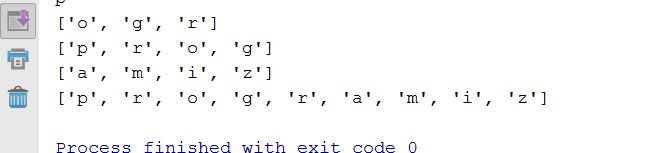 p
['o', 'g', 'r']
['p', 'r', 'o', 'g']
['a', 'm', 'i', 'z']
['p', 'r', 'o', 'g', 'r', 'a', 'm', 'i', 'z']
Process finished with exit code 0